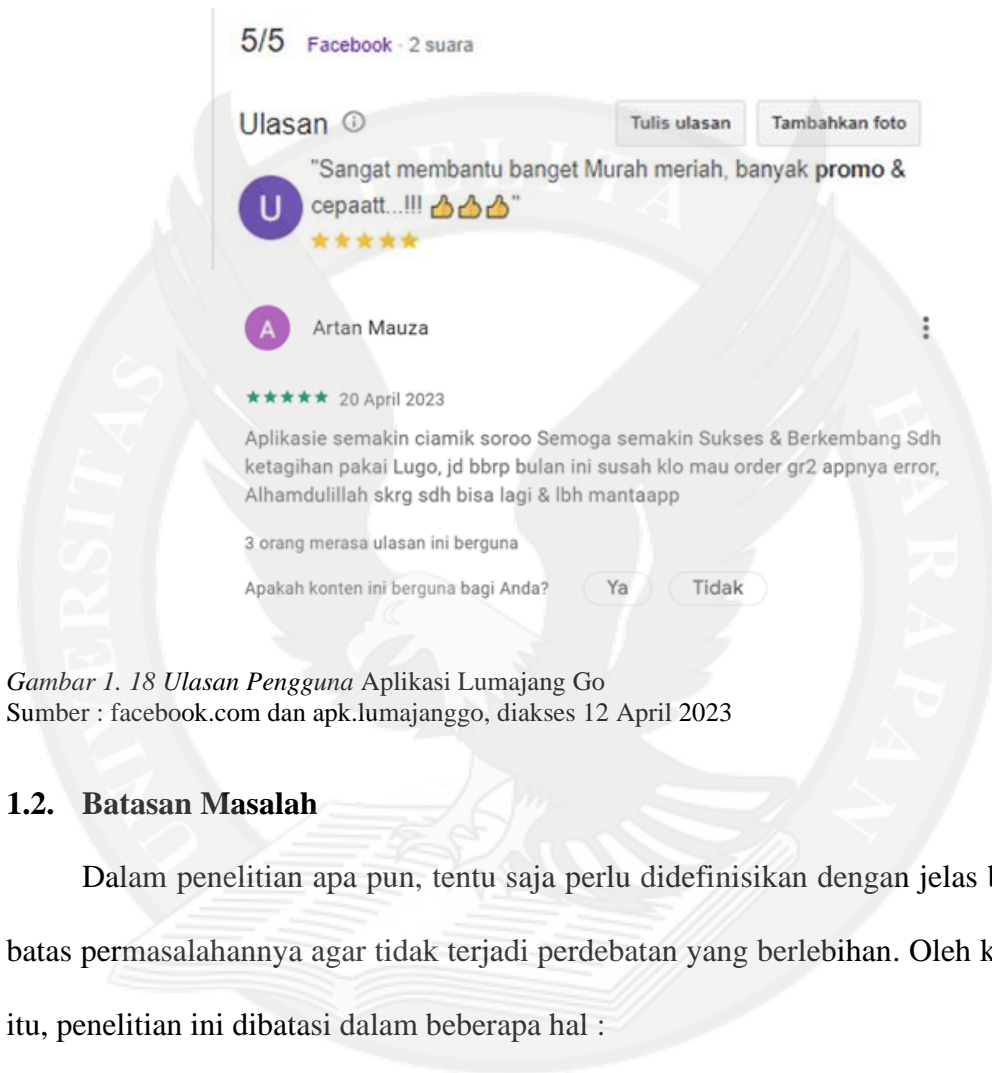 5/5 Facebook · 2 suara
Ulasan
Tulis ulasan
Tambahkan foto
"Sangat membantu banget Murah meriah, banyak promo &
U
cepaatt...!!! 👍👍👍"
A
Artan Mauza
20 April 2023
Aplikasie semakin ciamik soroo Semoga semakin Sukses & Berkembang Sdh
ketagihan pakai Lugo, jd bbrp bulan ini susah klo mau order gr2 appnya error,
Alhamdulillah skrg sdh bisa lagi & lbh mantaapp
3 orang merasa ulasan ini berguna
Apakah konten ini berguna bagi Anda? Ya Tidak
Gambar 1. 18 Ulasan Pengguna Aplikasi Lumajang Go
Sumber : facebook.com dan apk.lumajanggo, diakses 12 April 2023
1.2. Batasan Masalah
Dalam penelitian apa pun, tentu saja perlu didefinisikan dengan jelas
batas permasalahannya agar tidak terjadi perdebatan yang berlebihan. Oleh
itu, penelitian ini dibatasi dalam beberapa hal :
UNIVERSITAS PELITA HARAPAN